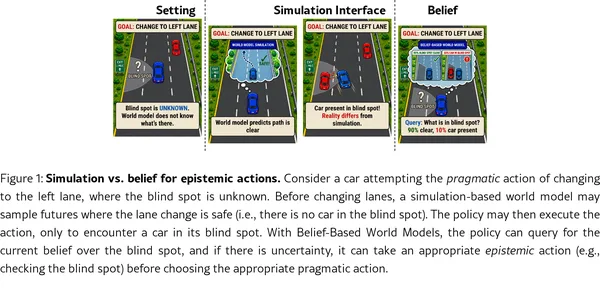 Setting
Simulation Interface
Belief
GOAL: CHANGE TO LEFT LANE
?
BLIND SPOT
Blind spot is UNKNOWN.
World model does not know
what's there.
GOAL: CHANGE TO LEFT LANE
WORLD MODEL SIMULATION
World model predicts path is
clear
GOAL: CHANGE TO LEFT LANE
Car present in blind spot!
Reality differs from
simulation.
GOAL: CHANGE TO LEFT LANE
BELIEF-BASED WORLD MODEL
?
BLIND SPOT
Query: What is in blind spot?
90% clear, 10% car present
Figure 1: Simulation vs. belief for epistemic actions. Consider a car attempting the pragmatic action of changing
to the left lane, where the blind spot is unknown. Before changing lanes, a simulation-based world model may
sample futures where the lane change is safe (i.e., there is no car in the blind spot). The policy may then execute the
action, only to encounter a car in its blind spot. With Belief-Based World Models, the policy can query for the
current belief over the blind spot, and if there is uncertainty, it can take an epistemic action (e.g.,
checking the blind spot) before choosing the appropriate pragmatic action.